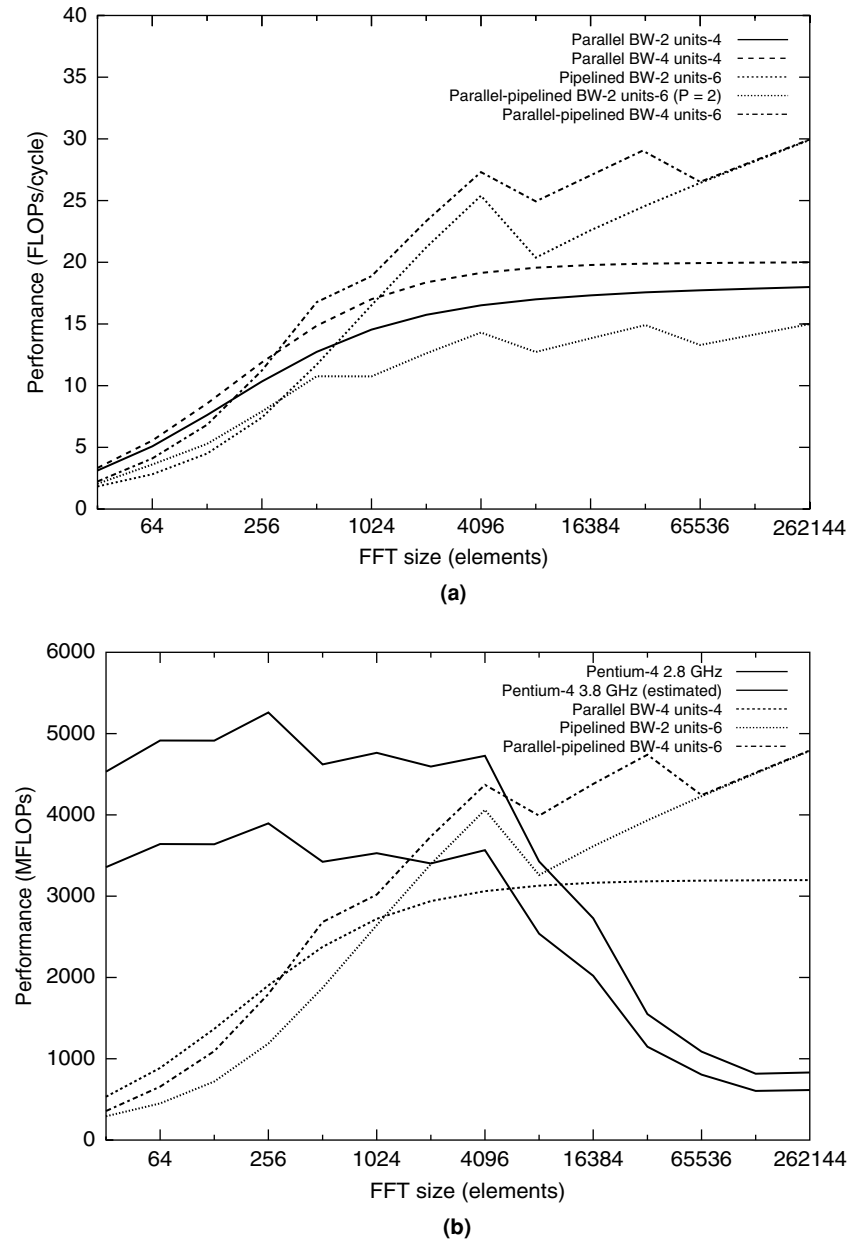 40
35
30
25
20
15
10
5
0
Performance (FLOPs/cycle)
Parallel BW-2 units-4
Parallel BW-4 units-4
Pipelined BW-2 units-6
Parallel-pipelined BW-2 units-6 (P = 2)
Parallel-pipelined BW-4 units-6
64 256 1024 4096 16384 65536 262144
FFT size (elements)
(a)
6000
5000
4000
3000
2000
1000
0
Performance (MFLOPs)
Pentium-4 2.8 GHz
Pentium-4 3.8 GHz (estimated)
Parallel BW-4 units-4
Pipelined BW-2 units-6
Parallel-pipelined BW-4 units-6
64 256 1024 4096 16384 65536 262144
FFT size (elements)
(b)